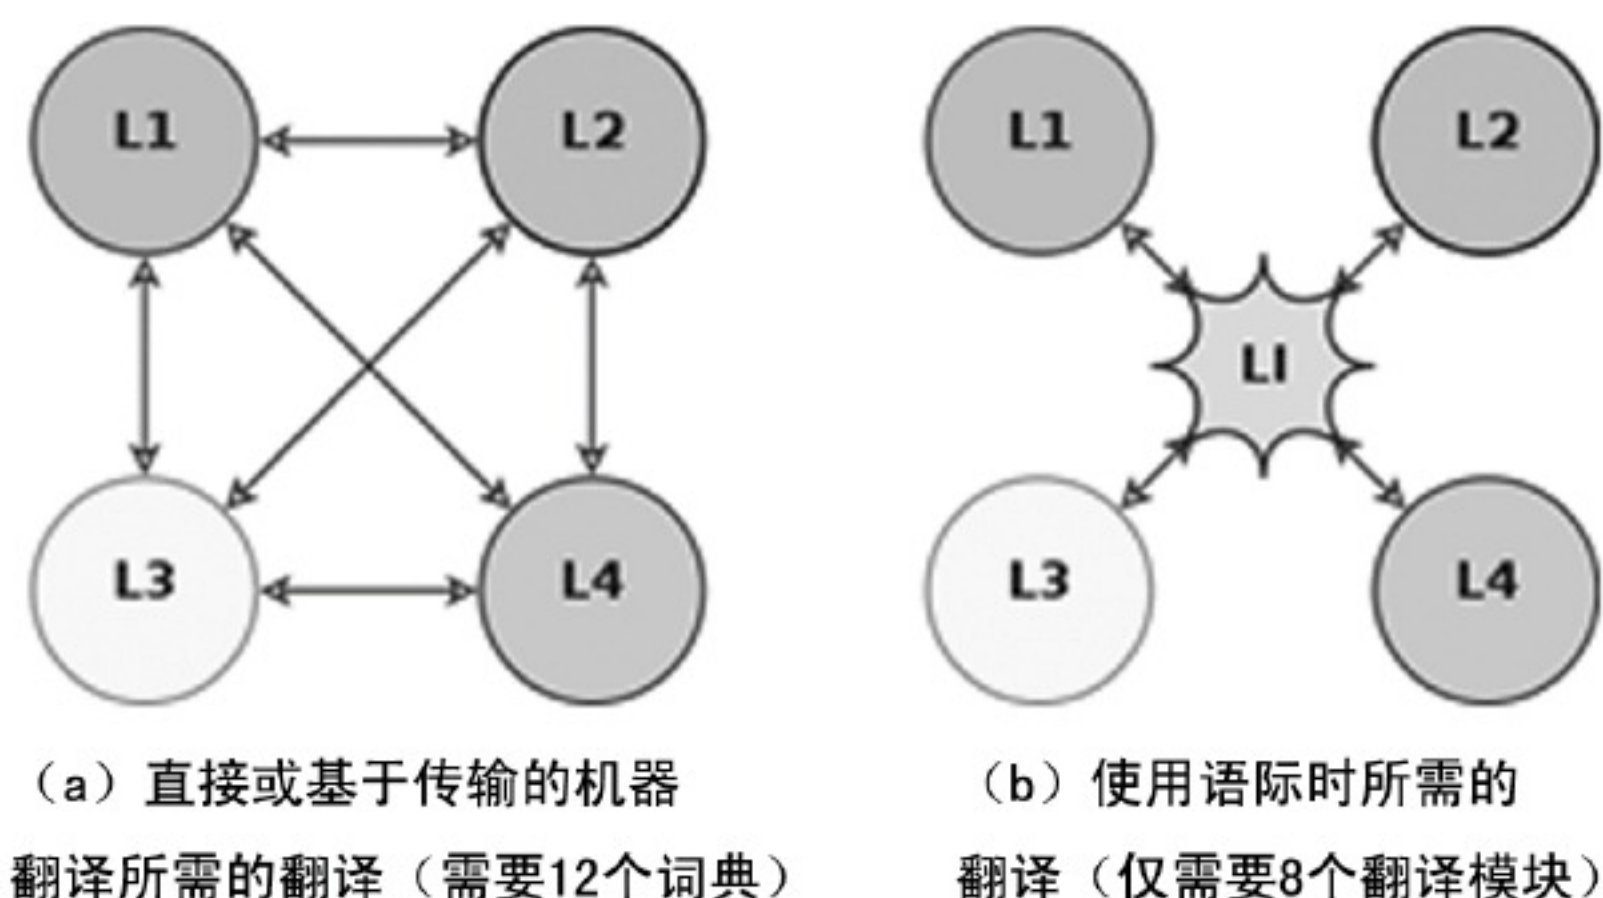 L1
L2
L3
L4
（a）直接或基于传输的机器
翻译所需的翻译（需要12个词典）
L1
L2
LI
L3
L4
（b）使用语际时所需的
翻译（仅需要8个翻译模块）